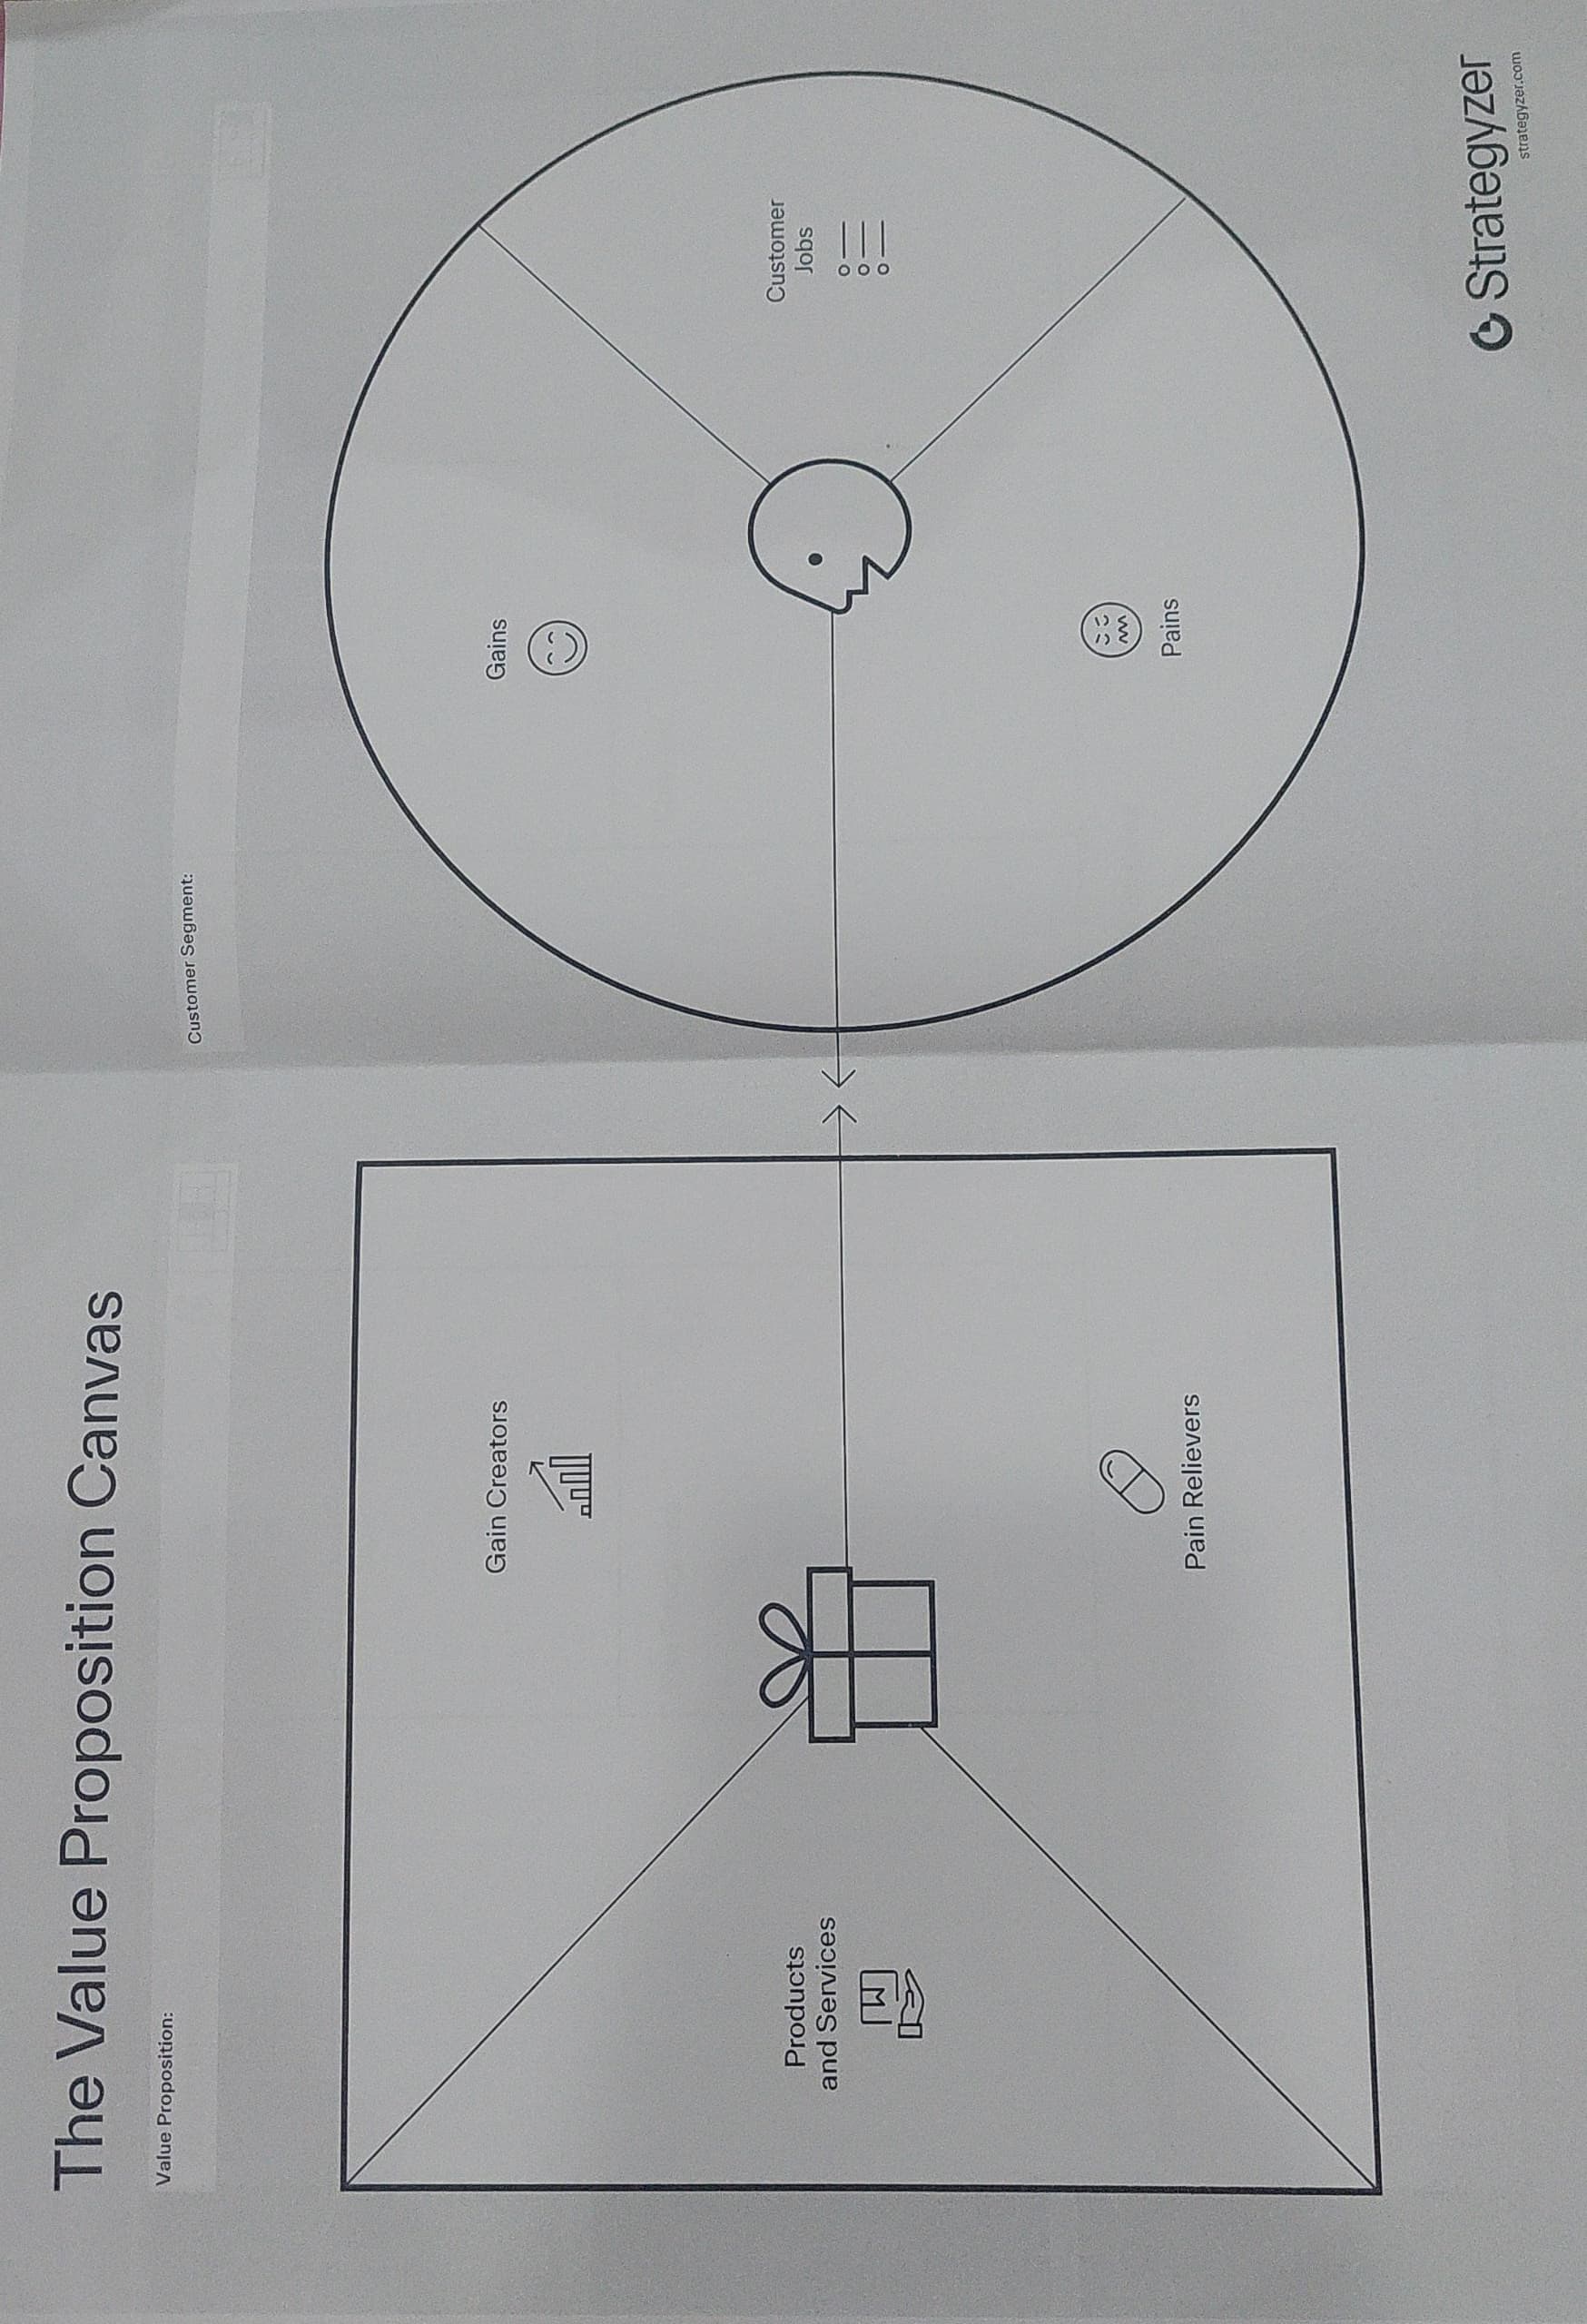 The Value Proposition Canvas
Value Proposition:
Customer Segment:
Gain Creators
Gains
Products
and Services
Customer
Jobs
Pain Relievers
Pains
Strategyzer
strategyzer.com